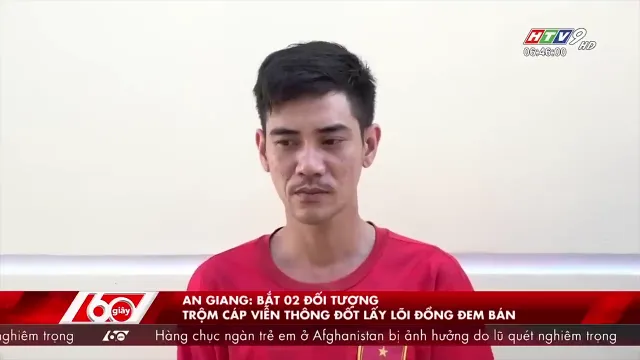 HTV9 HD
06:46:00
60 giây
AN GIANG: BẮT 02 ĐỐI TƯỢNG
TRỘM CÁP VIỄN THÔNG ĐỐT LẤY LÕI ĐỒNG ĐEM BÁN
nghiêm trọng 60 Hàng chục ngàn trẻ em ở Afghanistan bị ảnh hưởng do lũ quét nghiêm trọng